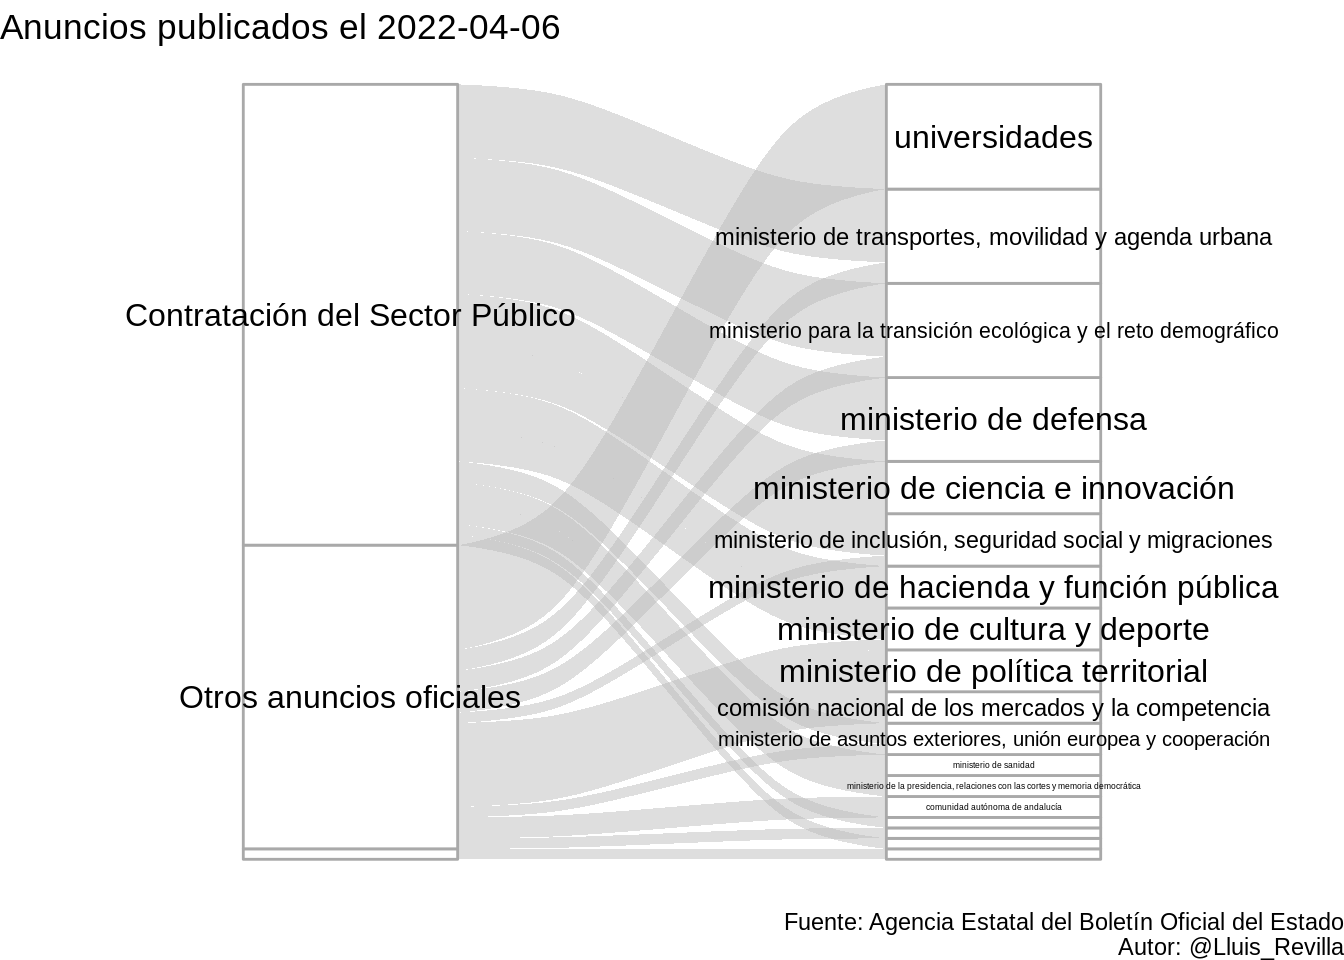 Anuncios publicados el 2022-04-06
universidades
ministerio de transportes, movilidad y agenda urbana
Contratación del Sector Público
ministerio para la transición ecológica y el reto demográfico
ministerio de defensa
ministerio de ciencia e innovación
ministerio de inclusión, seguridad social y migraciones
ministerio de hacienda y función pública
ministerio de cultura y deporte
ministerio de política territorial
Otros anuncios oficiales
comisión nacional de los mercados y la competencia
ministerio de asuntos exteriores, unión europea y cooperación
ministerio de sanidad
ministerio de la presidencia, relaciones con las cortes y memoria democrática
comunidad autónoma de andalucía
Fuente: Agencia Estatal del Boletín Oficial del Estado
Autor: @Lluis_Revilla